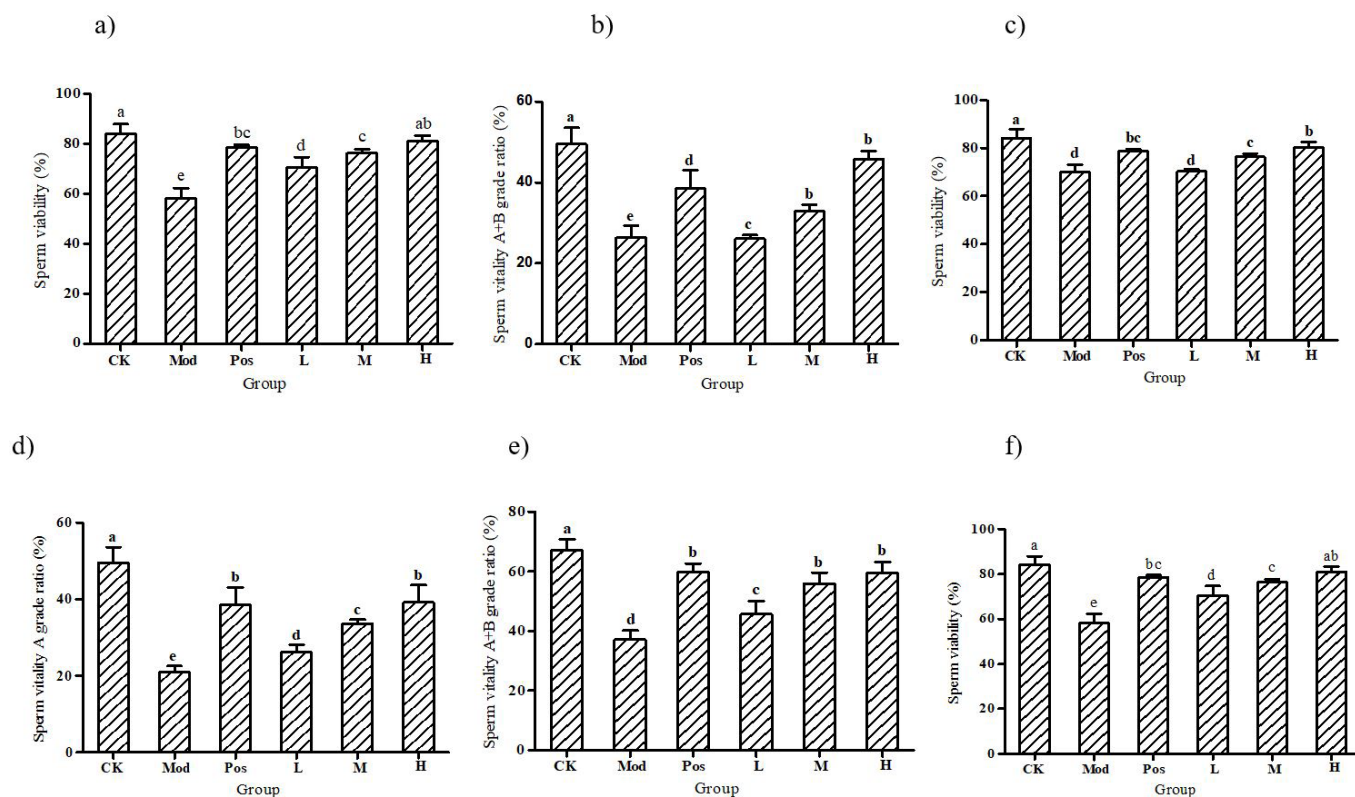 a)
Sperm viability (%)
100
80
60
40
20
0
a
e
bc
d
c
ab
CK Mod Pos L M H
Group
b)
Sperm vitality A+B grade ratio (%)
60
40
20
0
a
e
d
c
b
b
CK Mod Pos L M H
Group
c)
Sperm viability (%)
100
80
60
40
20
0
a
d
bc
d
c
b
CK Mod Pos L M H
Group
d)
Sperm vitality A grade ratio (%)
60
40
20
0
a
e
b
d
c
b
CK Mod Pos L M H
Group
e)
Sperm vitality A+B grade ratio (%)
80
60
40
20
0
a
d
b
c
b
b
CK Mod Pos L M H
Group
f)
Sperm viability (%)
100
80
60
40
20
0
a
e
bc
d
c
ab
CK Mod Pos L M H
Group